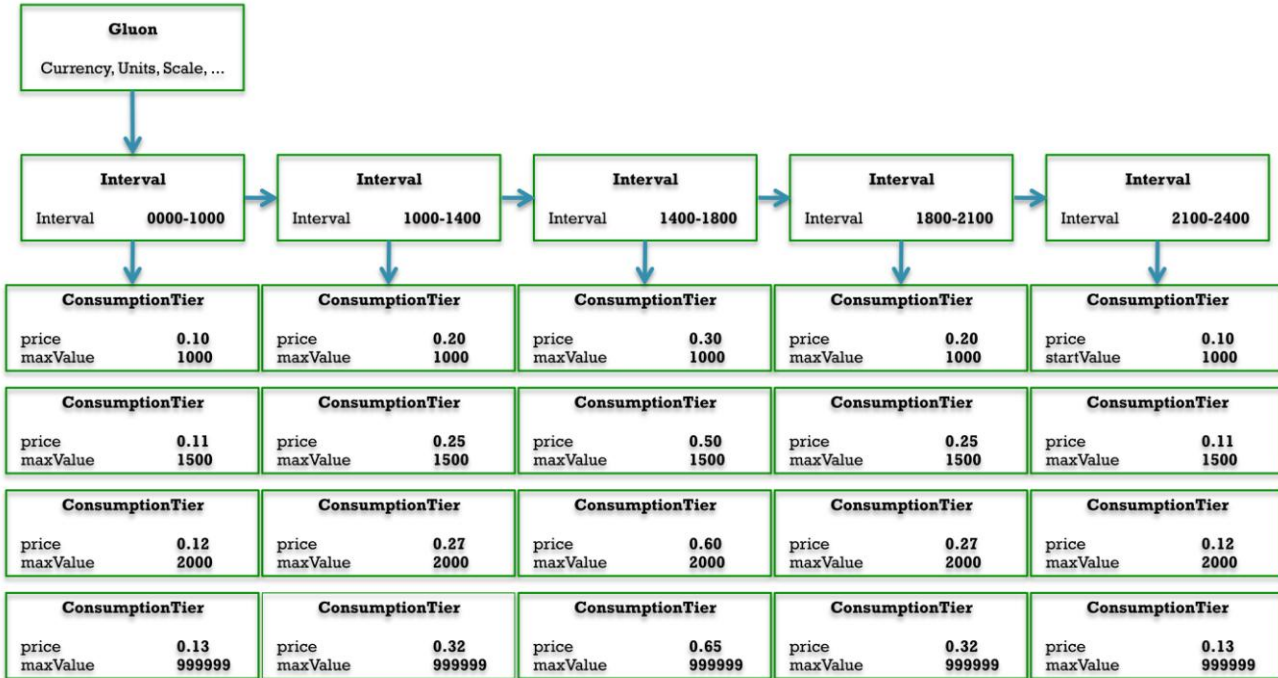 Gluon
Currency, Units, Scale, ...
Interval
Interval 0000-1000
Interval
Interval 1000-1400
Interval
Interval 1400-1800
Interval
Interval 1800-2100
Interval
Interval 2100-2400
ConsumptionTier
price 0.10
maxValue 1000
ConsumptionTier
price 0.20
maxValue 1000
ConsumptionTier
price 0.30
maxValue 1000
ConsumptionTier
price 0.20
maxValue 1000
ConsumptionTier
price 0.10
startValue 1000
ConsumptionTier
price 0.11
maxValue 1500
ConsumptionTier
price 0.25
maxValue 1500
ConsumptionTier
price 0.50
maxValue 1500
ConsumptionTier
price 0.25
maxValue 1500
ConsumptionTier
price 0.11
maxValue 1500
ConsumptionTier
price 0.12
maxValue 2000
ConsumptionTier
price 0.27
maxValue 2000
ConsumptionTier
price 0.60
maxValue 2000
ConsumptionTier
price 0.27
maxValue 2000
ConsumptionTier
price 0.12
maxValue 2000
ConsumptionTier
price 0.13
maxValue 999999
ConsumptionTier
price 0.32
maxValue 999999
ConsumptionTier
price 0.65
maxValue 999999
ConsumptionTier
price 0.32
maxValue 999999
ConsumptionTier
price 0.13
maxValue 999999